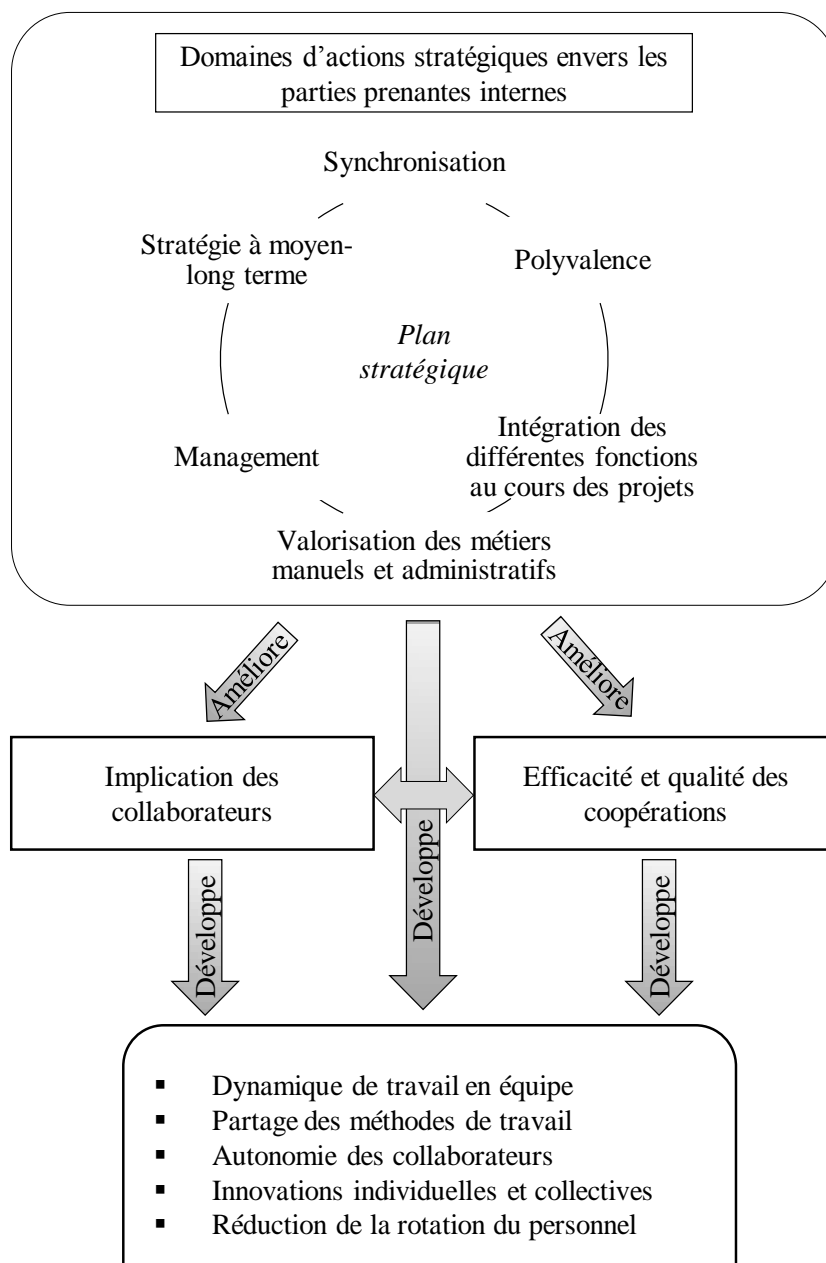 Domaines d’actions stratégiques envers les
parties prenantes internes
Synchronisation
Stratégie à moyen-
long terme
Polyvalence
Plan
stratégique
Management
Intégration des
différentes fonctions
au cours des projets
Valorisation des métiers
manuels et administratifs
Améliore
Améliore
Implication des
collaborateurs
Efficacité et qualité des
coopérations
Développe
Développe
Développe
▪ Dynamique de travail en équipe
▪ Partage des méthodes de travail
▪ Autonomie des collaborateurs
▪ Innovations individuelles et collectives
▪ Réduction de la rotation du personnel